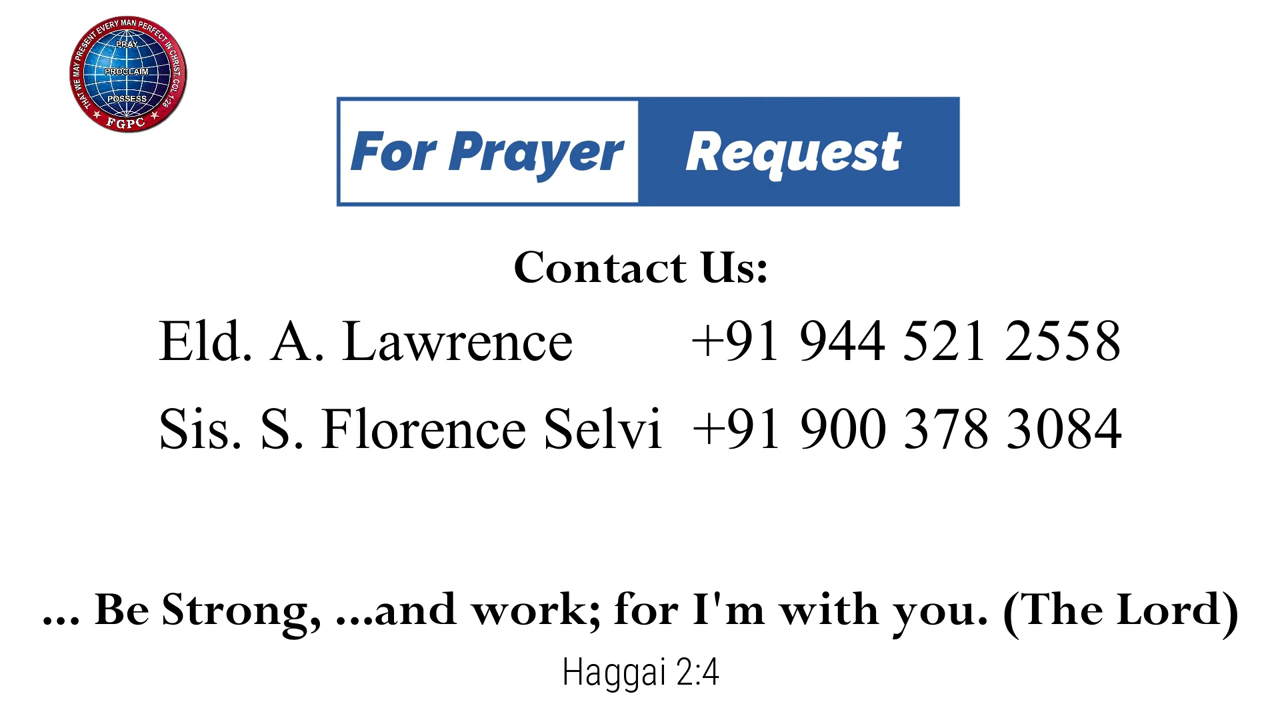 THAT WE MAY PRESENT EVERY MAN PERFECT IN CHRIST. COL 1:28
PRAY
PROCLAIM
POSSESS
FGPC
For Prayer Request
Contact Us:
Eld. A. Lawrence +91 944 521 2558
Sis. S. Florence Selvi +91 900 378 3084
... Be Strong, ...and work; for I'm with you. (The Lord)
Haggai 2:4